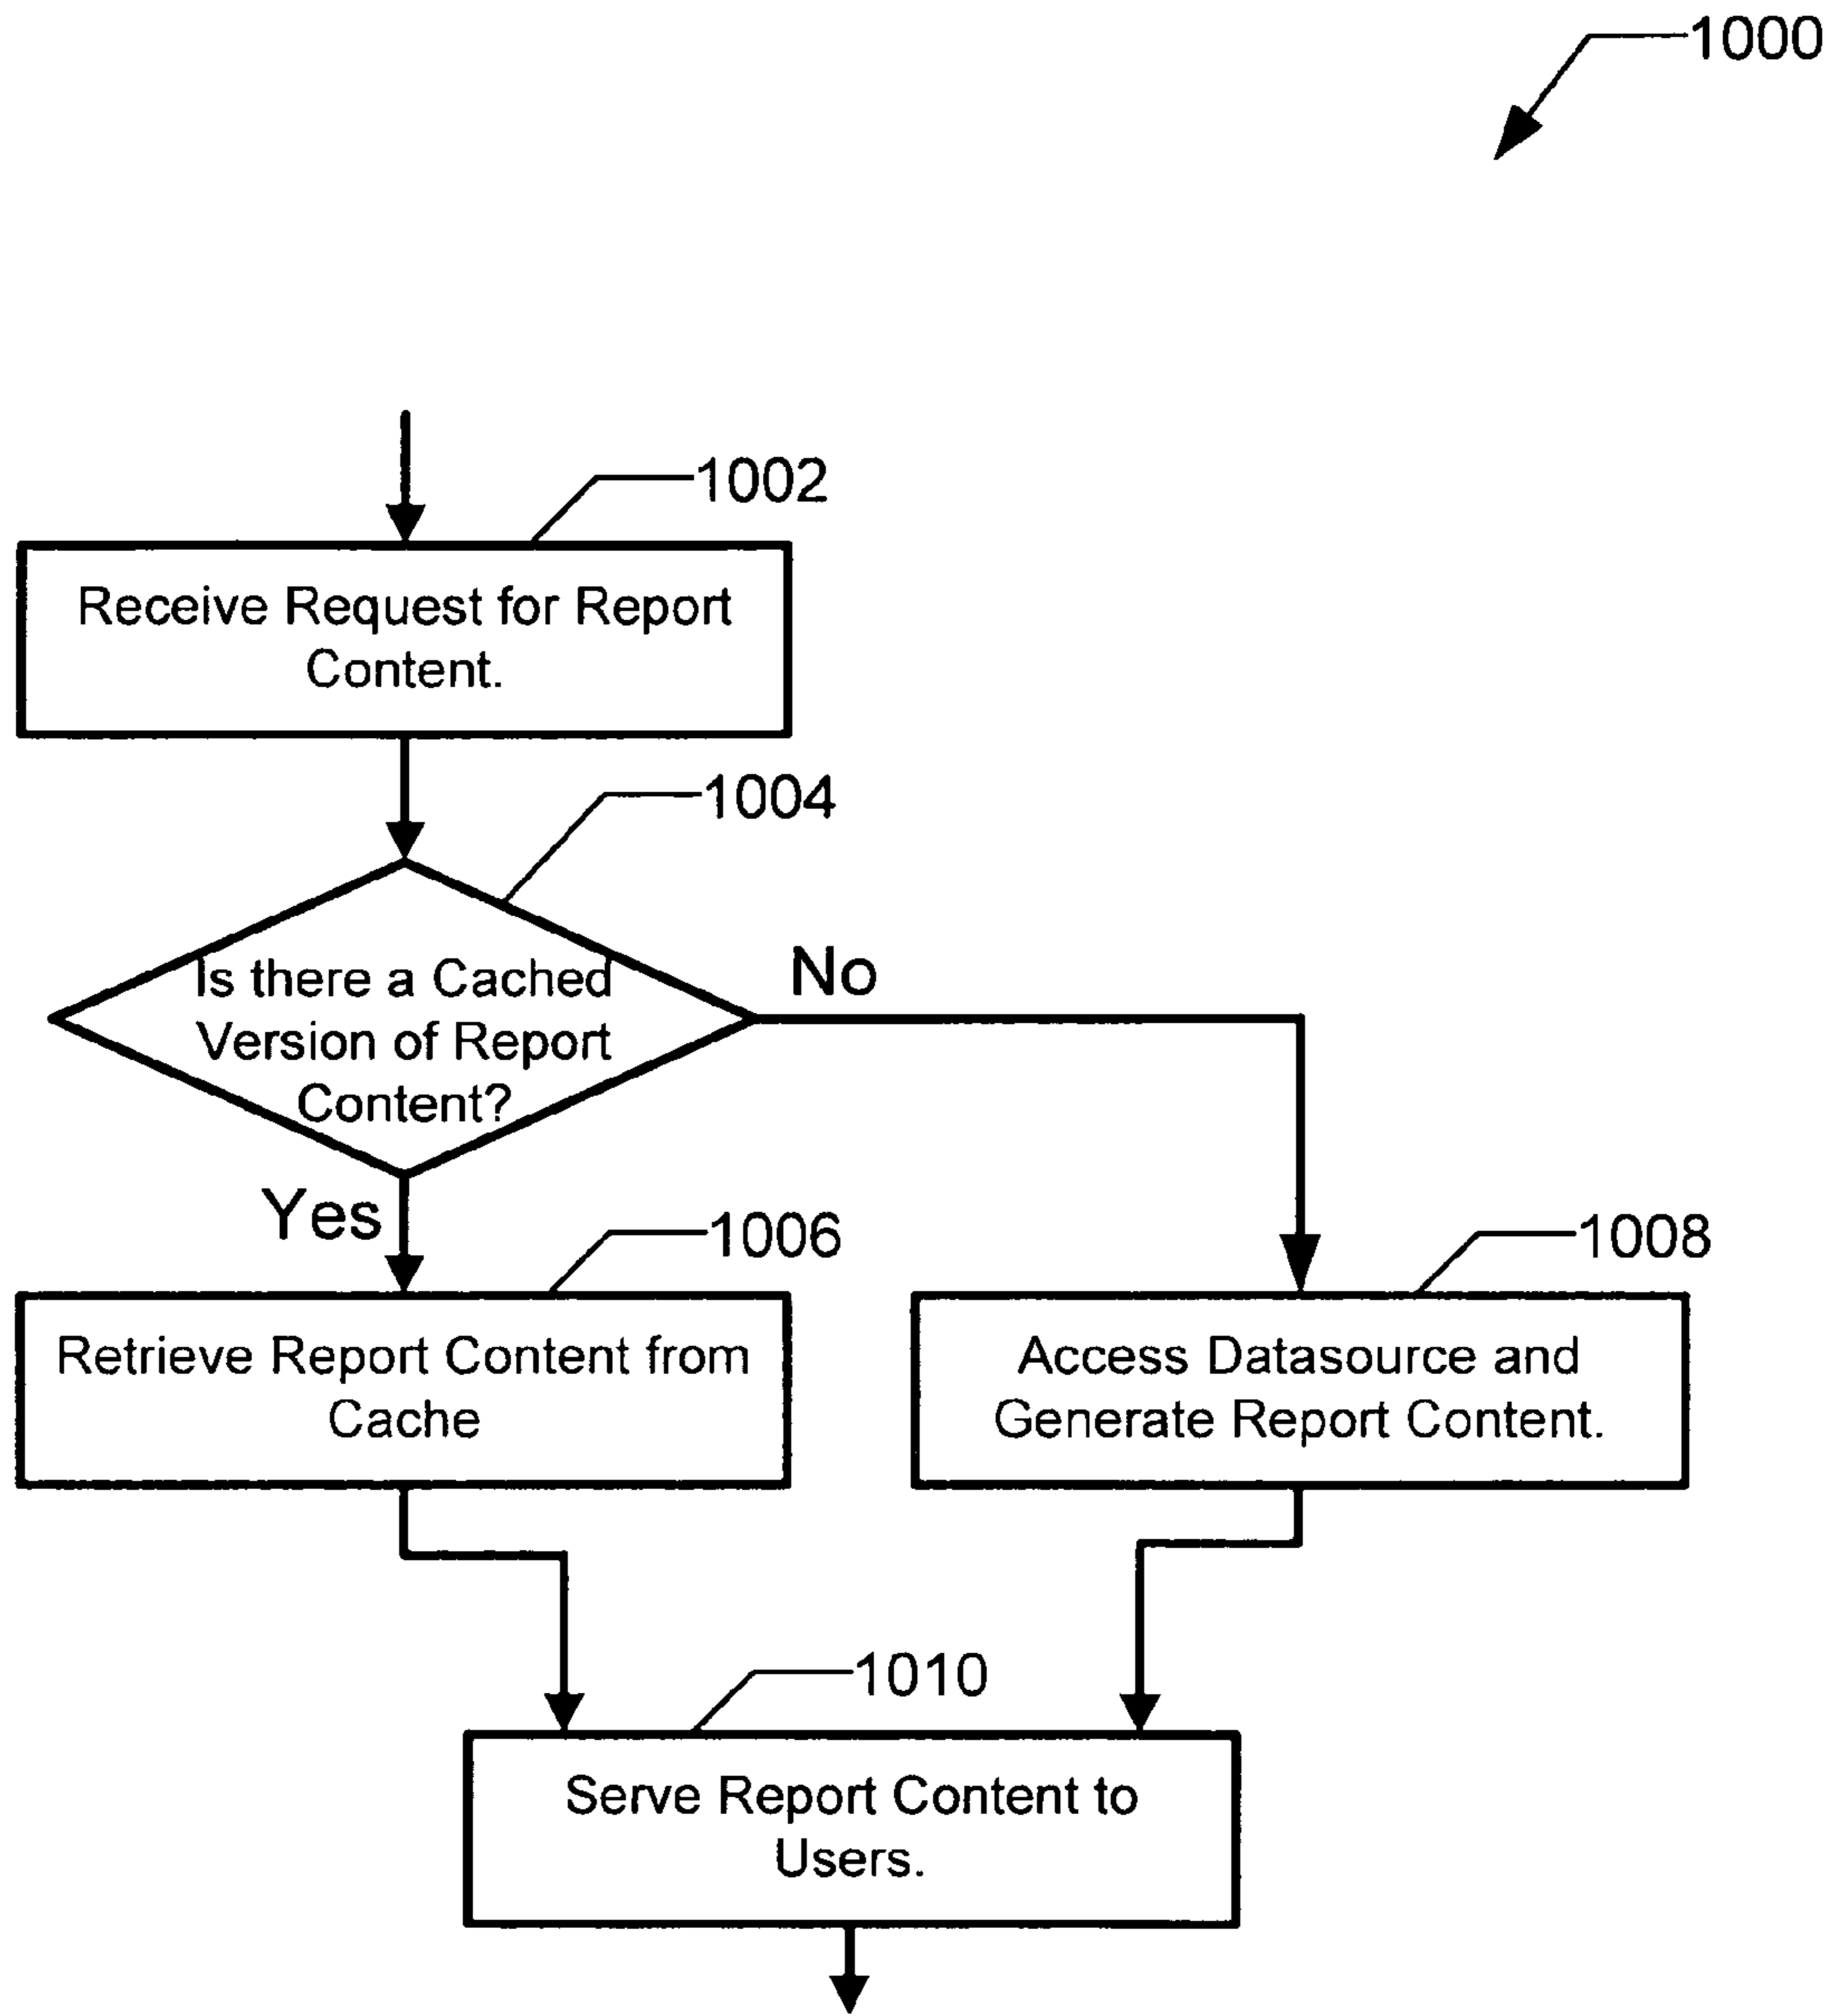 1000
1002
Receive Request for Report
Content.
1004
Is there a Cached
Version of Report
Content?
No
Yes
1006
1008
Retrieve Report Content from
Cache
Access Datasource and
Generate Report Content.
1010
Serve Report Content to
Users.